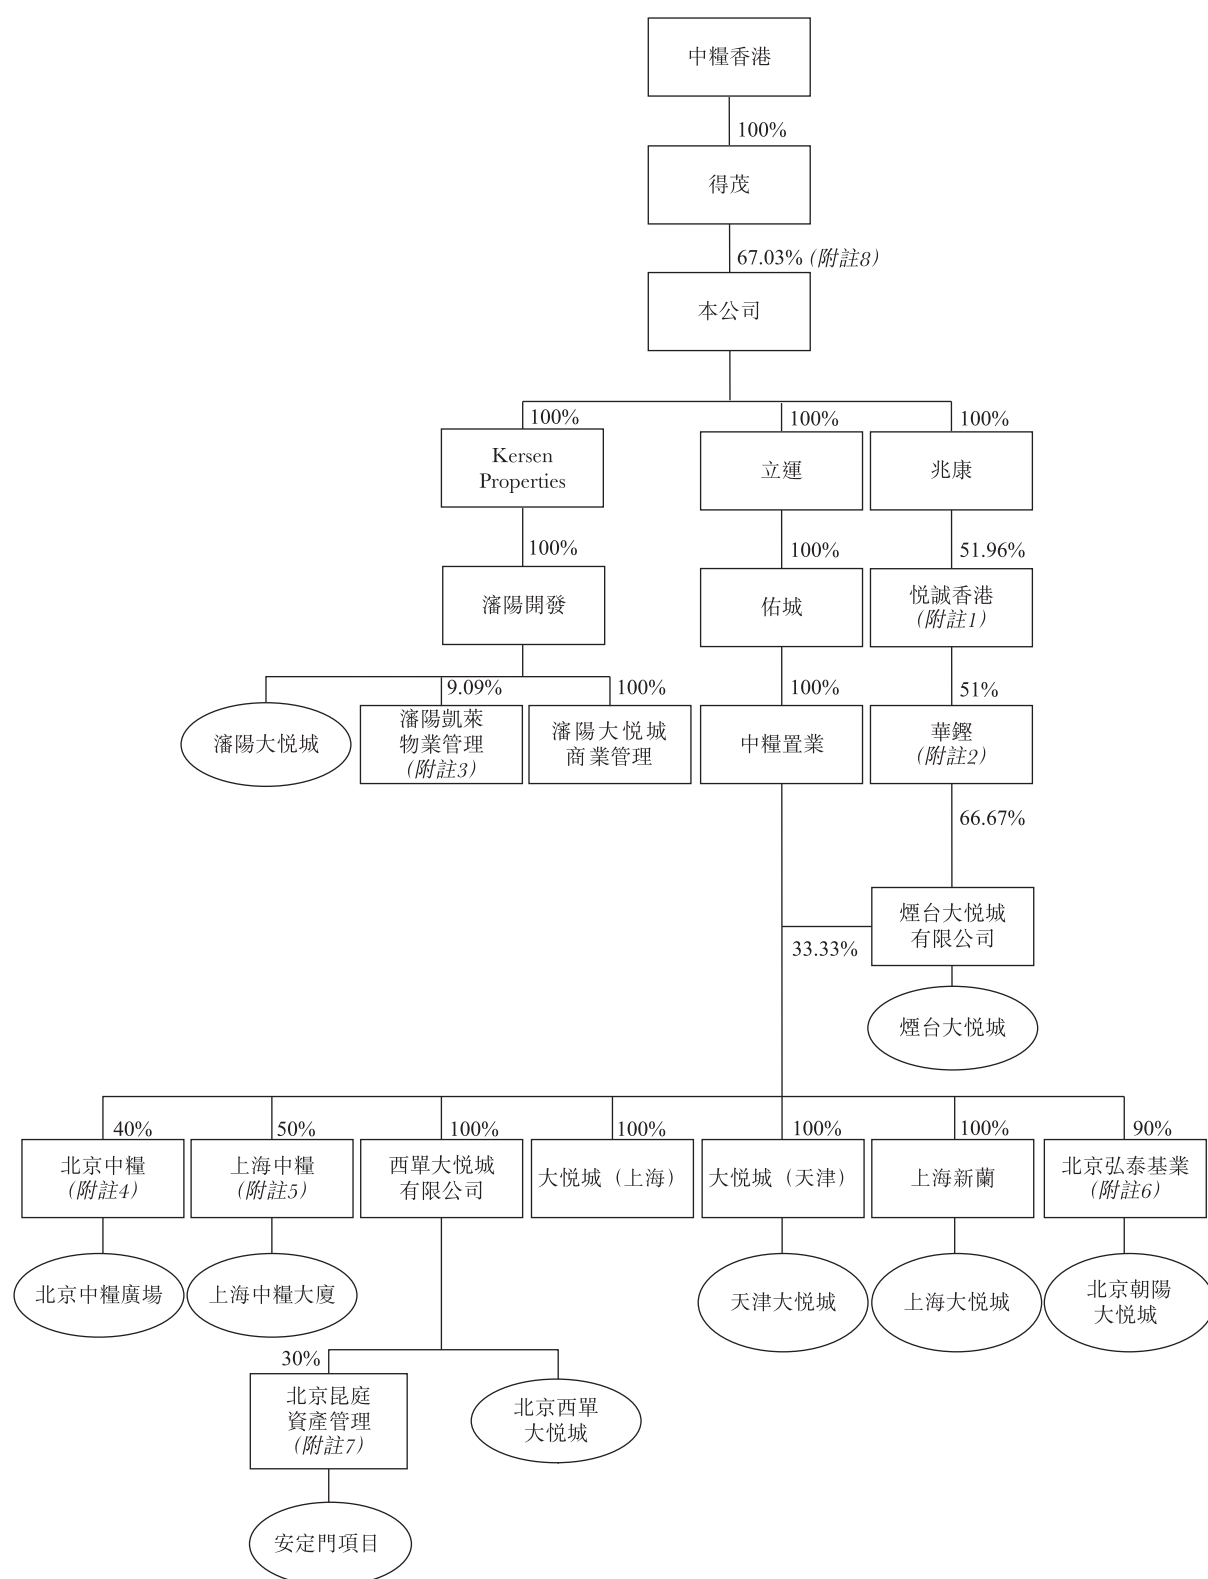 中糧香港
100%
得茂
67.03% (附註8)
本公司
100%
100%
100%
Kersen
Properties
立運
兆康
100%
100%
51.96%
瀋陽開發
佑城
悅誠香港
(附註1)
9.09%
100%
100%
51%
瀋陽大悅城
瀋陽凱萊
物業管理
(附註3)
瀋陽大悅城
商業管理
中糧置業
華鏗
(附註2)
66.67%
煙台大悅城
有限公司
33.33%
煙台大悅城
40%
50%
100%
100%
100%
100%
90%
北京中糧
(附註4)
上海中糧
(附註5)
西單大悅城
有限公司
大悅城（上海）
大悅城（天津）
上海新蘭
北京弘泰基業
(附註6)
北京中糧廣場
上海中糧大廈
天津大悅城
上海大悅城
北京朝陽
大悅城
30%
北京昆庭
資產管理
(附註7)
北京西單
大悅城
安定門項目